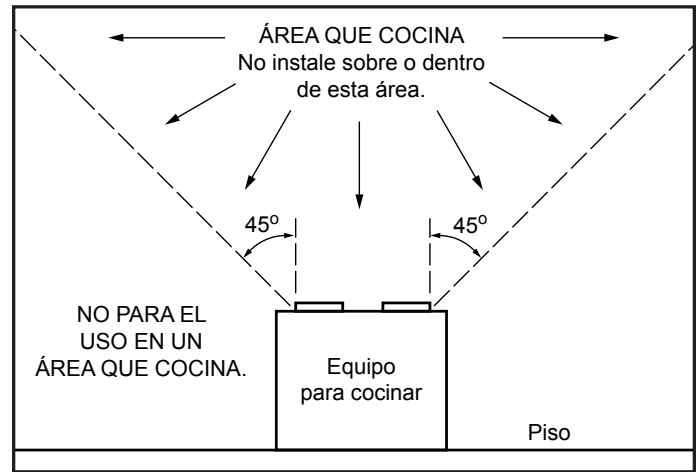 ÁREA QUE COCINA
No instale sobre o dentro
de esta área.
45º
45º
NO PARA EL
USO EN UN
ÁREA QUE COCINA.
Equipo
para cocinar
Piso